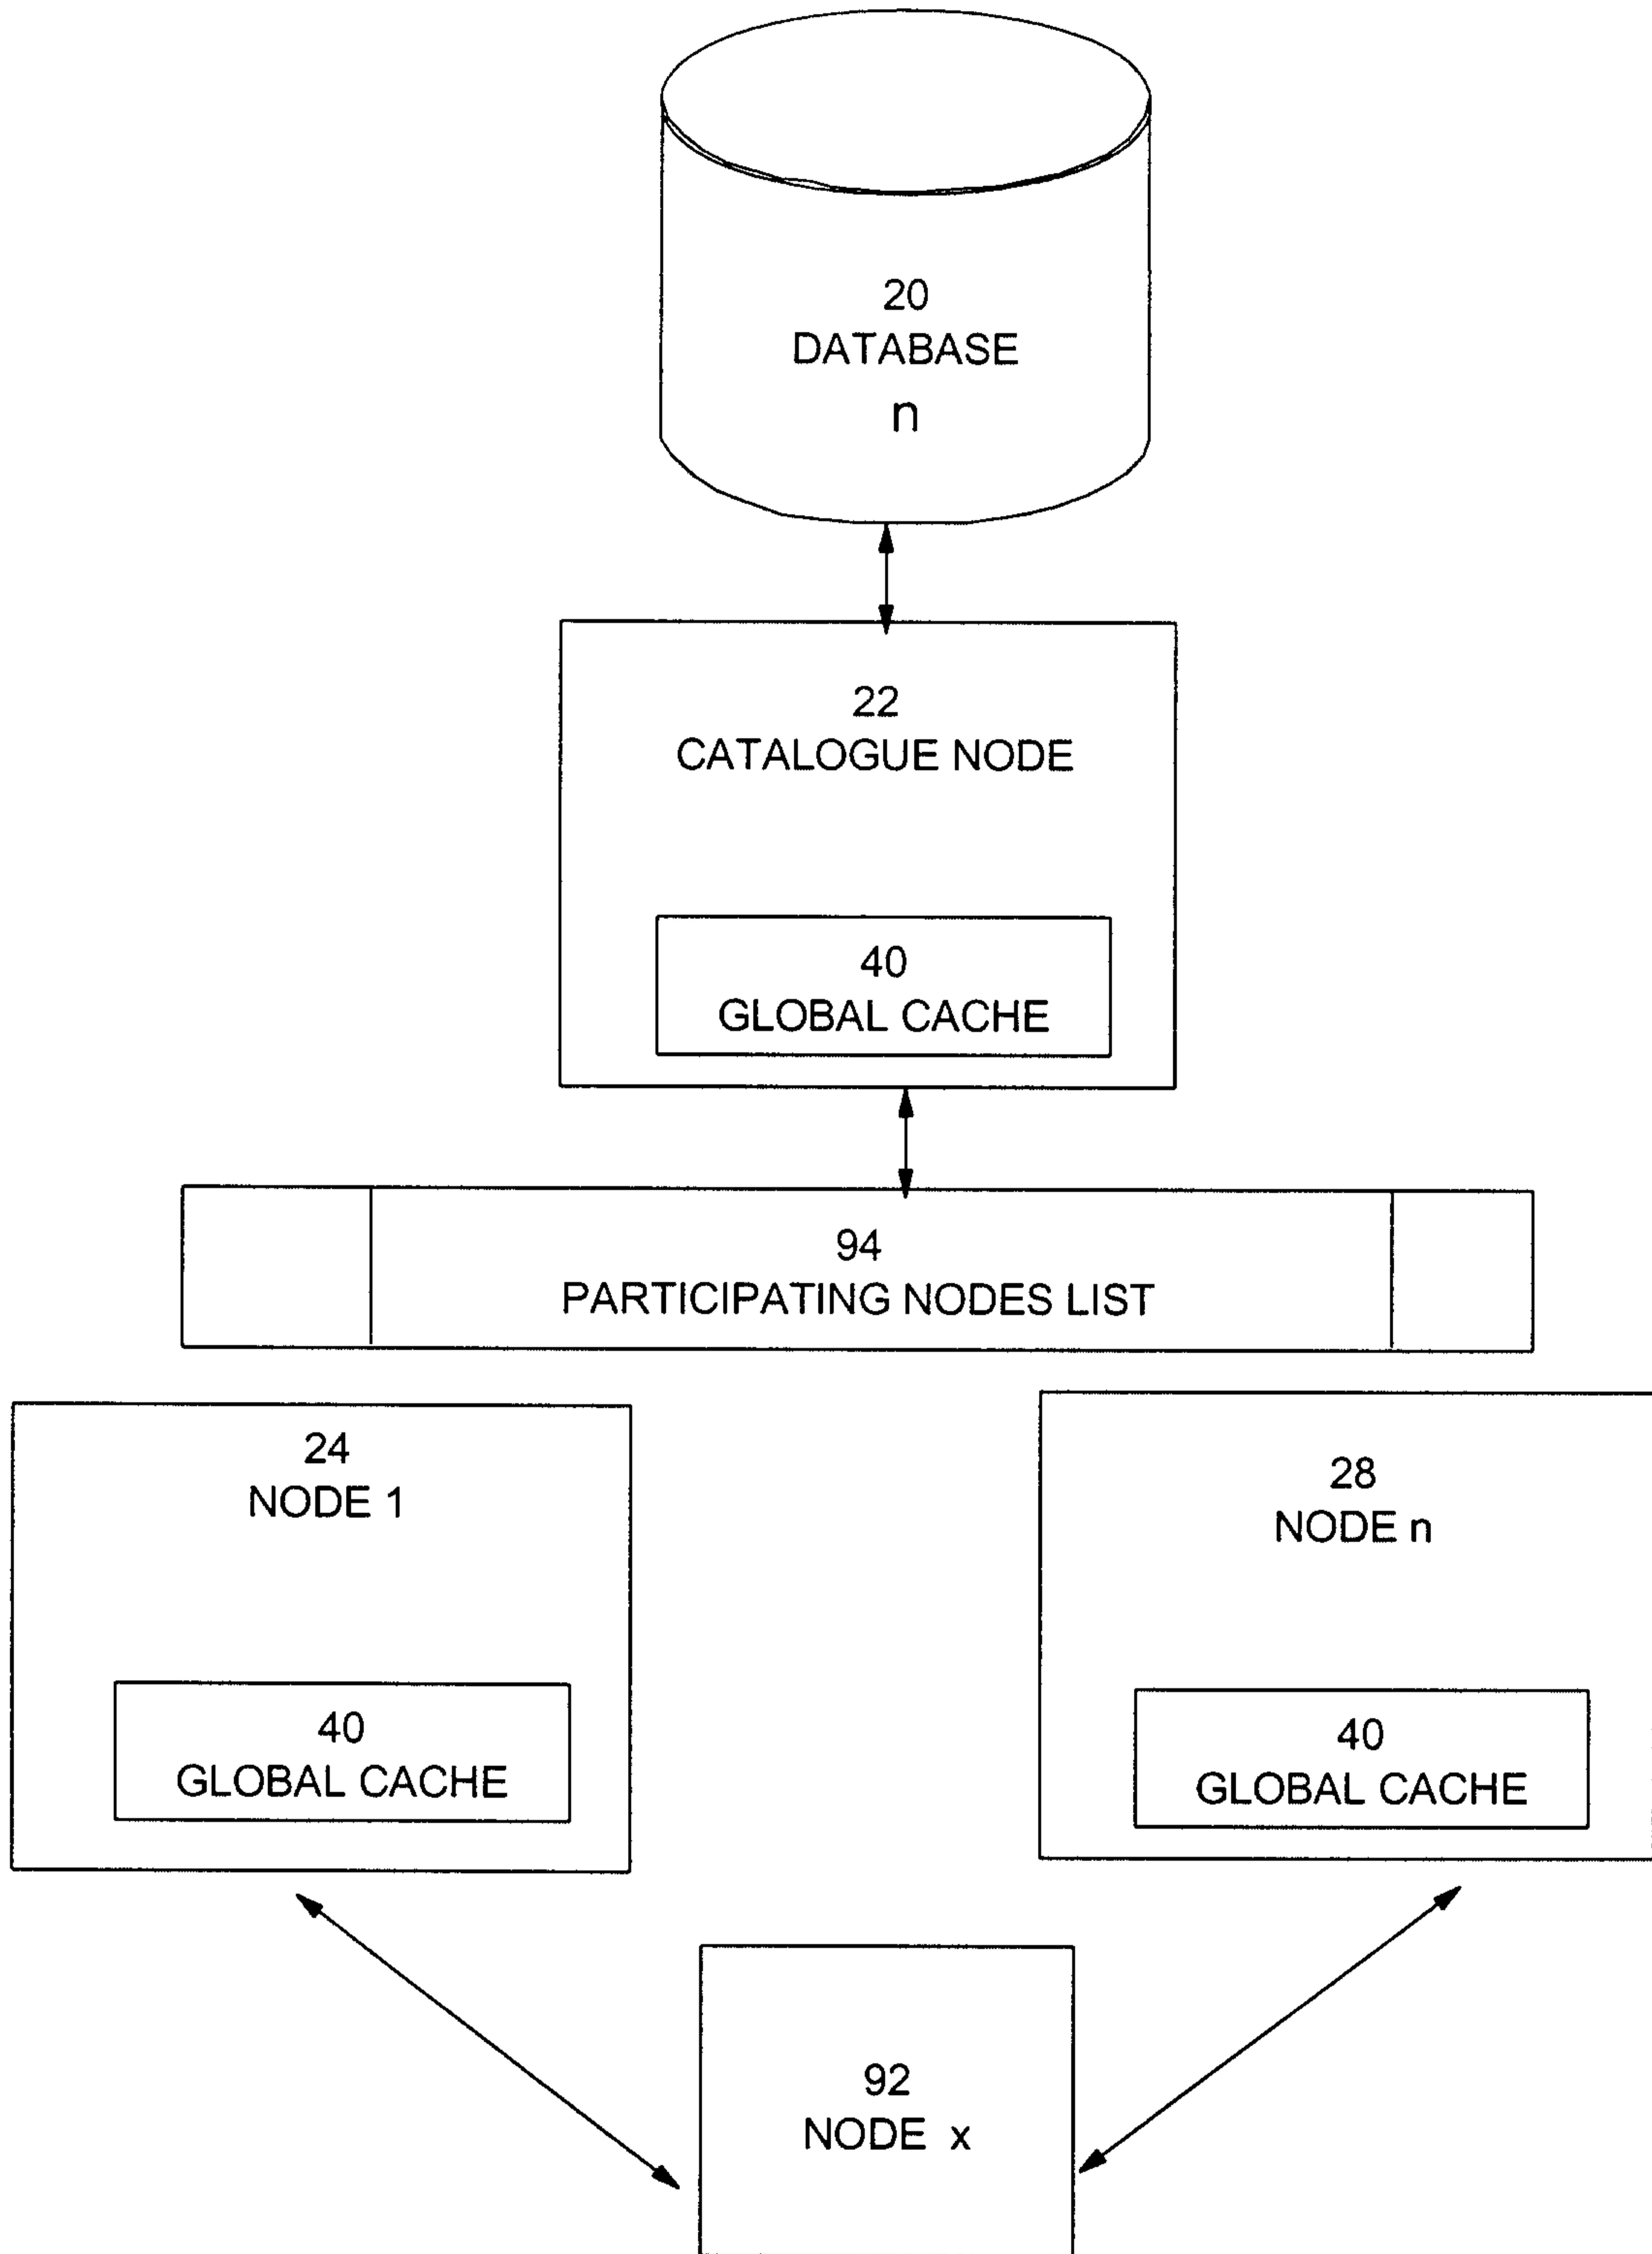 20
DATABASE
n
22
CATALOGUE NODE
40
GLOBAL CACHE
94
PARTICIPATING NODES LIST
24
NODE 1
40
GLOBAL CACHE
28
NODE n
40
GLOBAL CACHE
92
NODE x